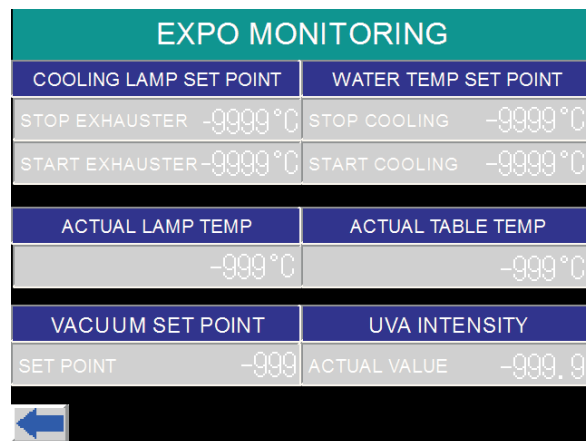 EXPO MONITORING
COOLING LAMP SET POINT WATER TEMP SET POINT
STOP EXHAUSTER -9999°C STOP COOLING -9999°C
START EXHAUSTER -9999°C START COOLING -9999°C
ACTUAL LAMP TEMP ACTUAL TABLE TEMP
-999°C -999°C
VACUUM SET POINT UVA INTENSITY
SET POINT -999 ACTUAL VALUE -999.9